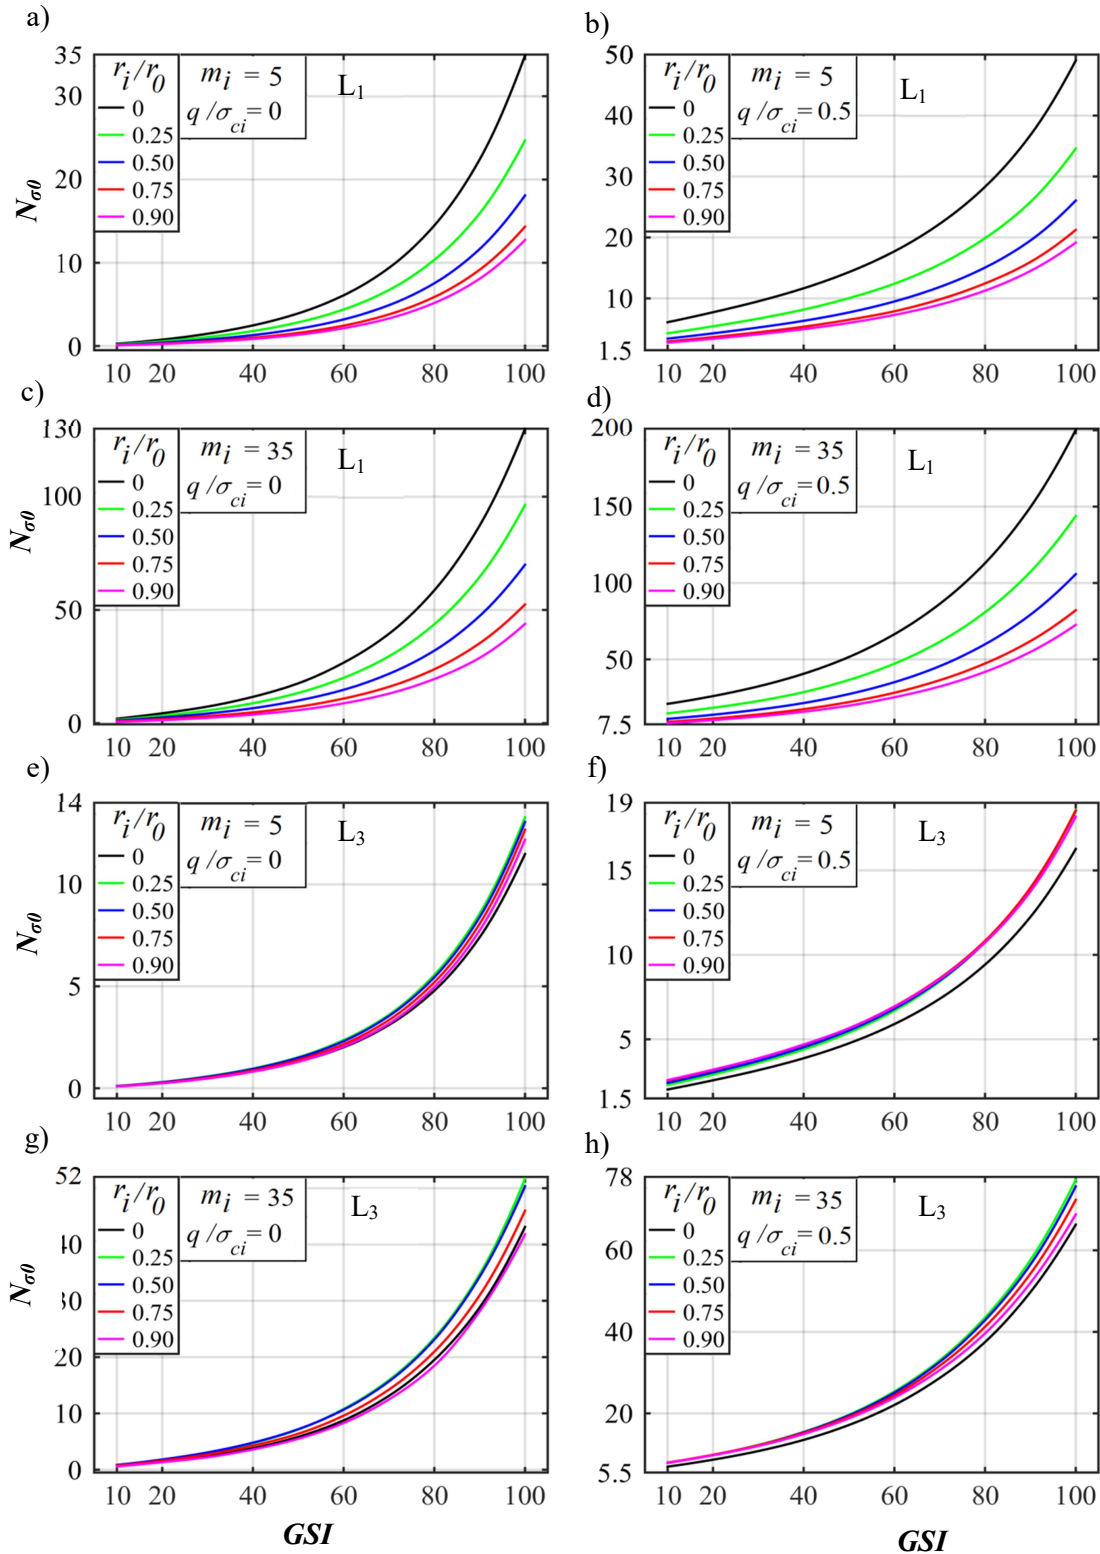 a)
35
30
20
10
0
N_σ0
r_i/r_0
0
0.25
0.50
0.75
0.90
m_i = 5
q/σ_ci = 0
L_1
10 20 40 60 80 100
b)
50
40
30
20
10
1.5
r_i/r_0
0
0.25
0.50
0.75
0.90
m_i = 5
q/σ_ci = 0.5
L_1
10 20 40 60 80 100
c)
130
100
50
0
N_σ0
r_i/r_0
0
0.25
0.50
0.75
0.90
m_i = 35
q/σ_ci = 0
L_1
10 20 40 60 80 100
d)
200
150
100
50
7.5
r_i/r_0
0
0.25
0.50
0.75
0.90
m_i = 35
q/σ_ci = 0.5
L_1
10 20 40 60 80 100
e)
14
10
5
0
N_σ0
r_i/r_0
0
0.25
0.50
0.75
0.90
m_i = 5
q/σ_ci = 0
L_3
10 20 40 60 80 100
f)
19
15
10
5
1.5
r_i/r_0
0
0.25
0.50
0.75
0.90
m_i = 5
q/σ_ci = 0.5
L_3
10 20 40 60 80 100
g)
52
40
30
20
10
0
N_σ0
r_i/r_0
0
0.25
0.50
0.75
0.90
m_i = 35
q/σ_ci = 0
L_3
10 20 40 60 80 100
GSI
h)
78
60
40
20
5.5
r_i/r_0
0
0.25
0.50
0.75
0.90
m_i = 35
q/σ_ci = 0.5
L_3
10 20 40 60 80 100
GSI